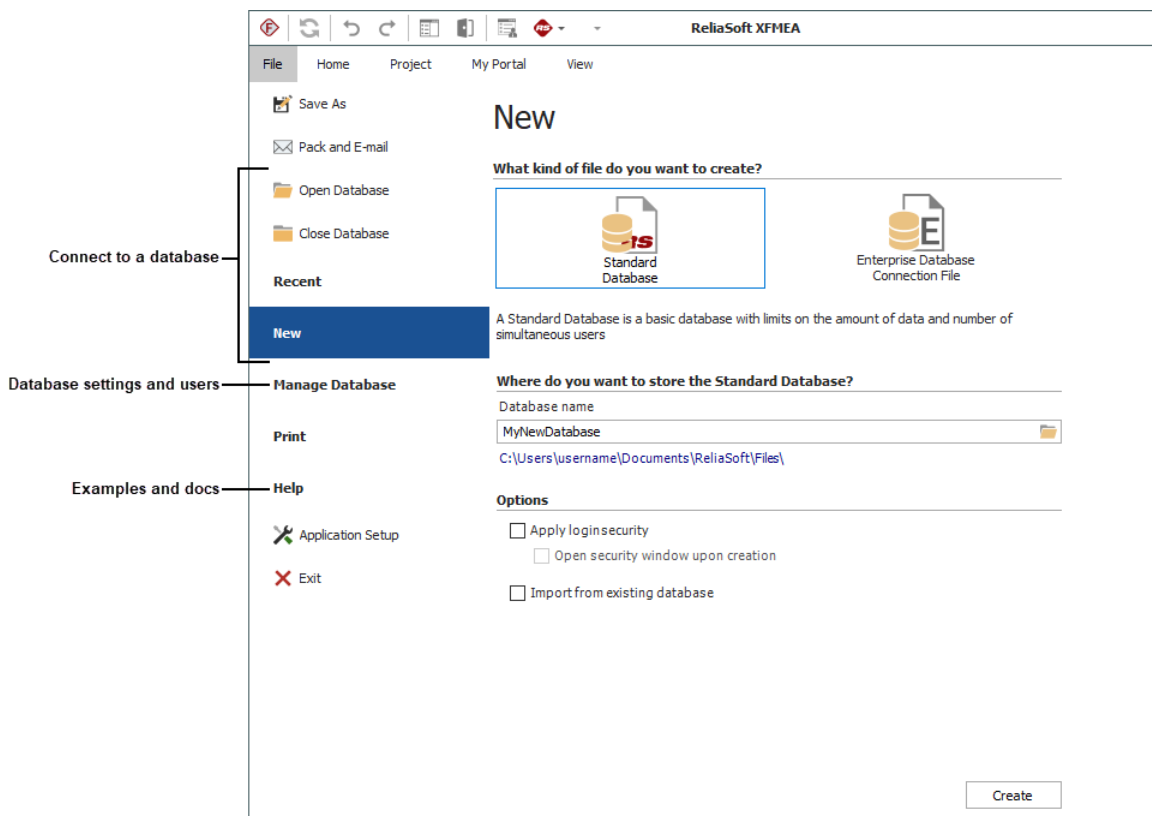 ReliaSoft XFMEA
File Home Project My Portal View
Save As
Pack and E-mail
Open Database
Close Database
Recent
New
Manage Database
Print
Help
Application Setup
Exit
Connect to a database
Database settings and users
Examples and docs
New
What kind of file do you want to create?
Standard
Database
Enterprise Database
Connection File
A Standard Database is a basic database with limits on the amount of data and number of
simultaneous users
Where do you want to store the Standard Database?
Database name
MyNewDatabase
C:\Users\username\Documents\ReliaSoft\Files\
Options
Apply login security
Open security window upon creation
Import from existing database
Create